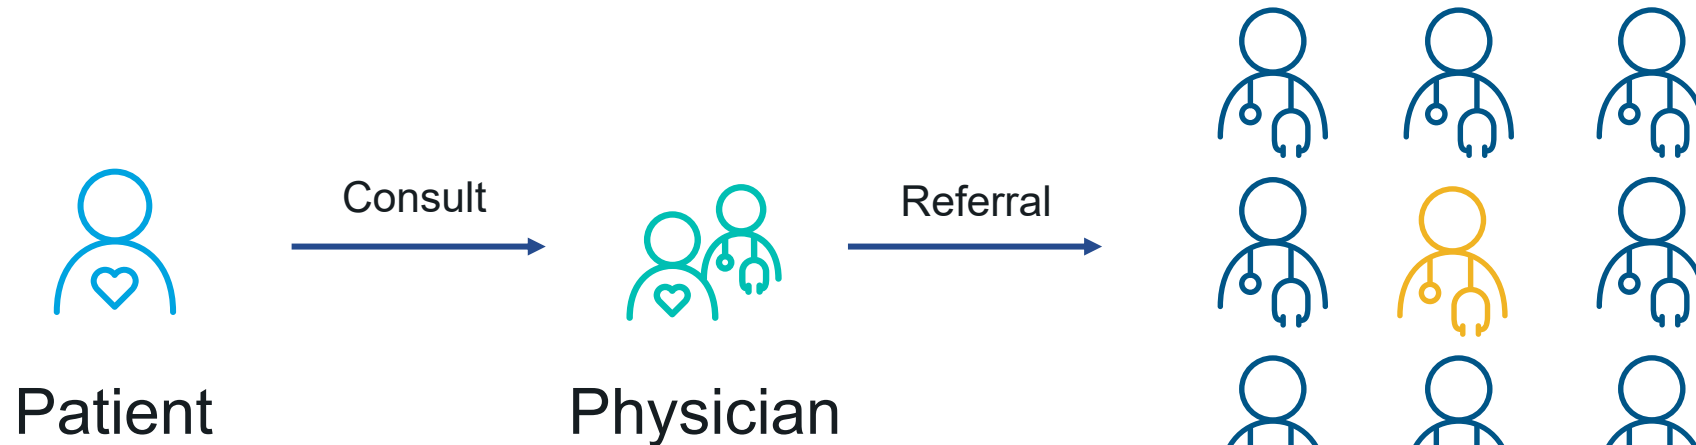 Consult
Referral
Patient
Physician